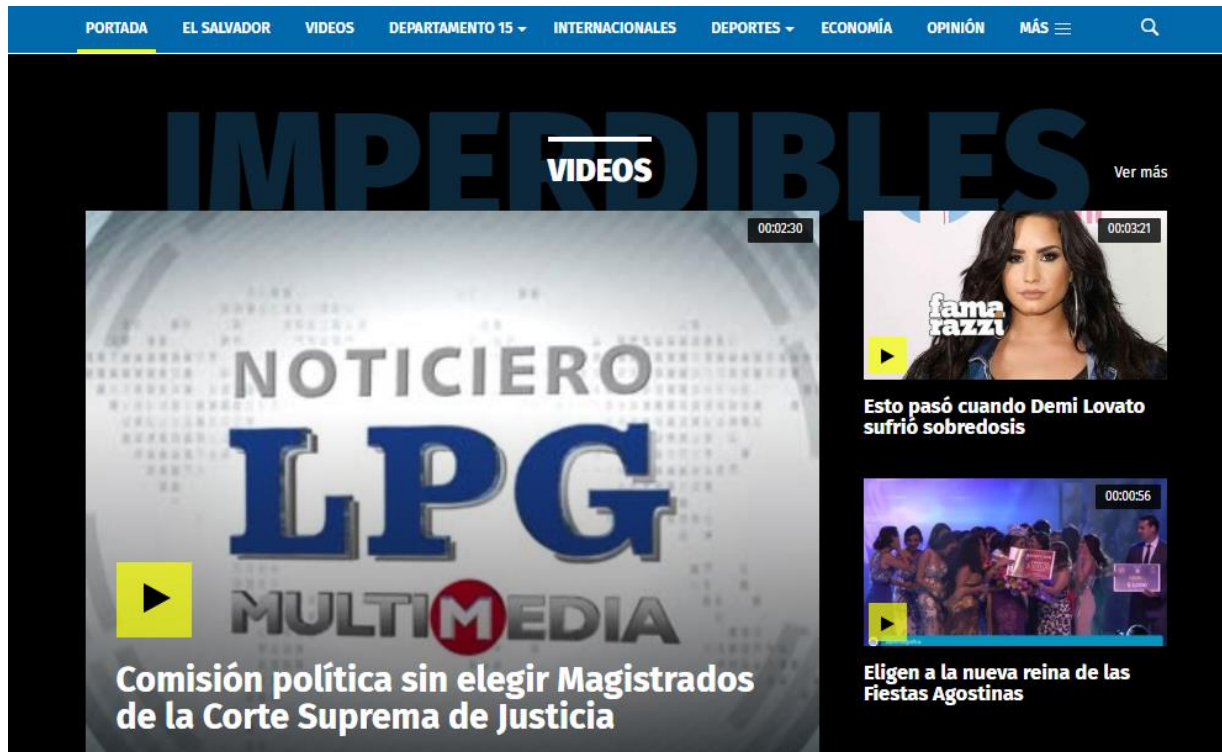 PORTADA EL SALVADOR VIDEOS DEPARTAMENTO 15 INTERNACIONALES DEPORTES ECONOMÍA OPINIÓN MÁS
IMPERDIBLES
VIDEOS
Ver más
00:02:30
NOTICIERO
LPG
MULTIMEDIA
Comisión política sin elegir Magistrados
de la Corte Suprema de Justicia
00:03:21
fama
razzi
Esto pasó cuando Demi Lovato
sufrió sobredosis
00:00:56
Eligen a la nueva reina de las
Fiestas Agostinas